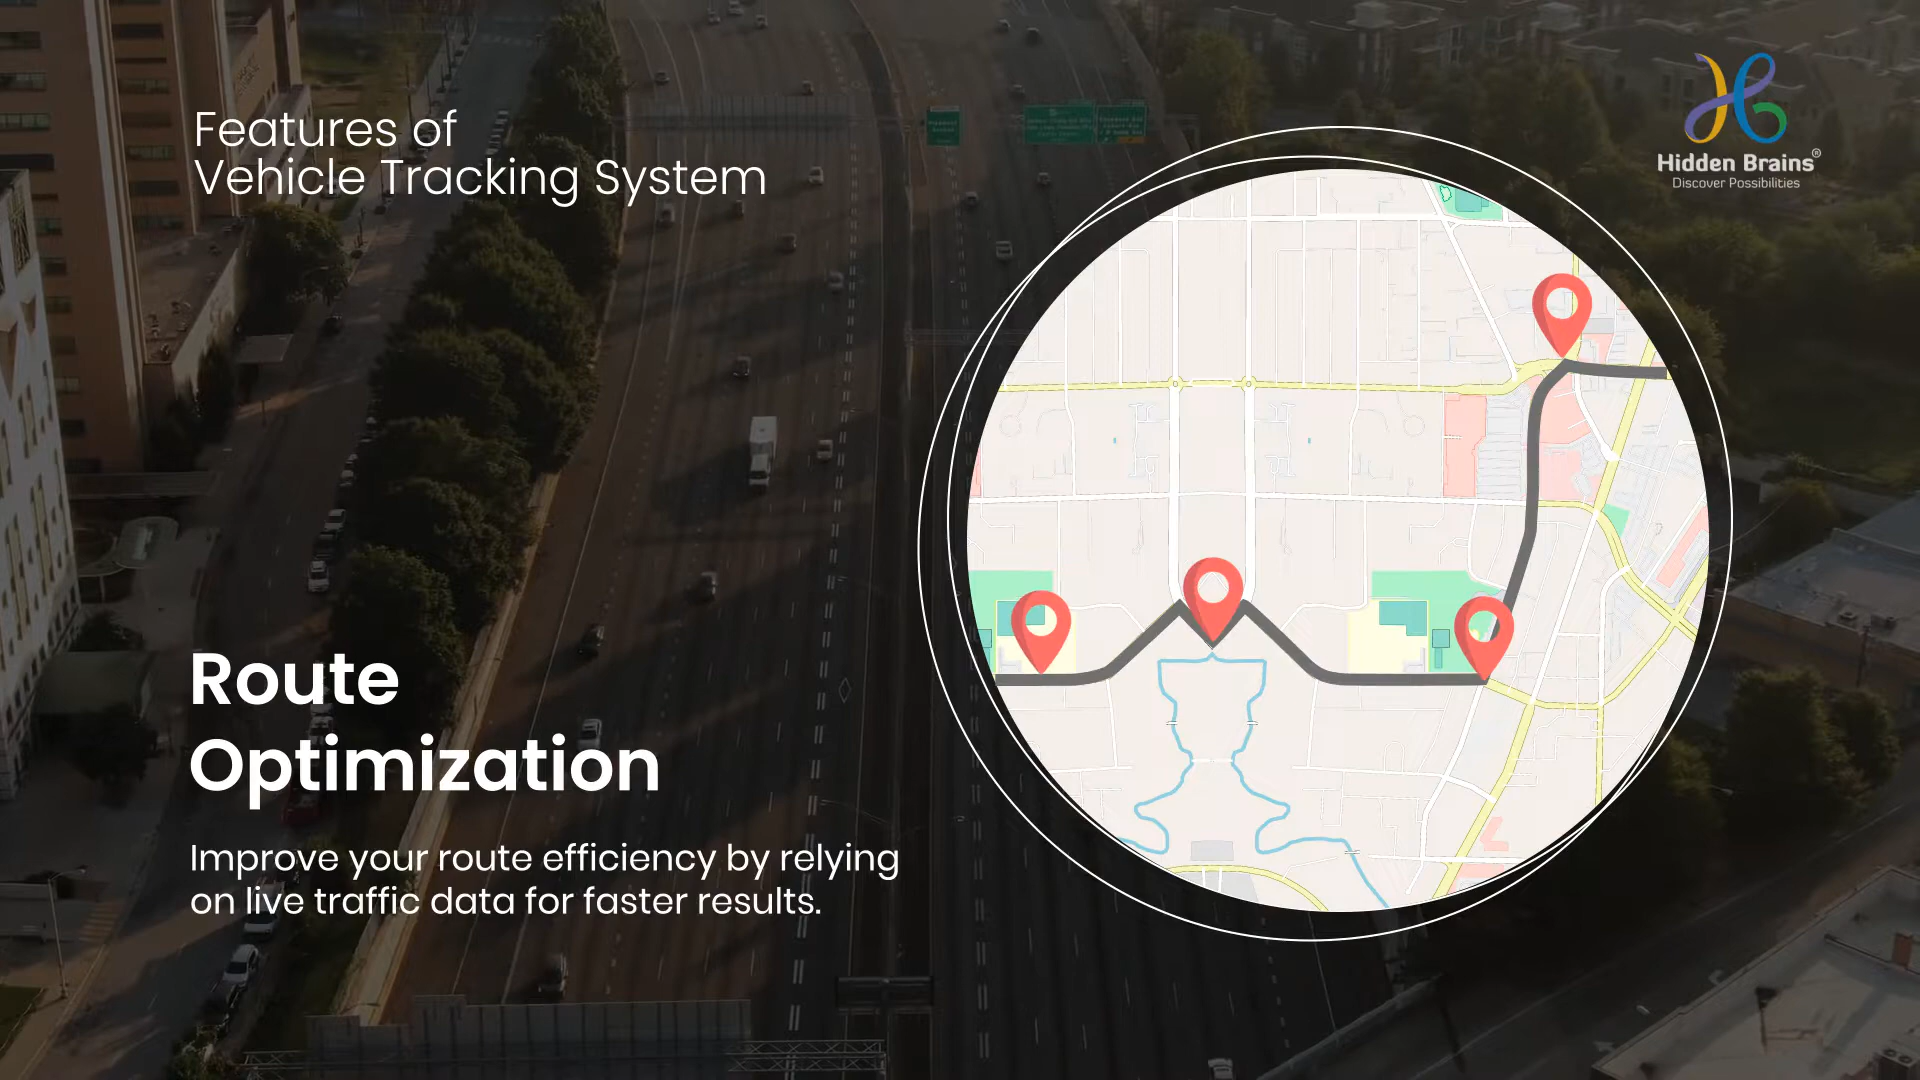 Features of
Vehicle Tracking System
Hidden Brains®
Discover Possibilities
Route
Optimization
Improve your route efficiency by relying
on live traffic data for faster results.